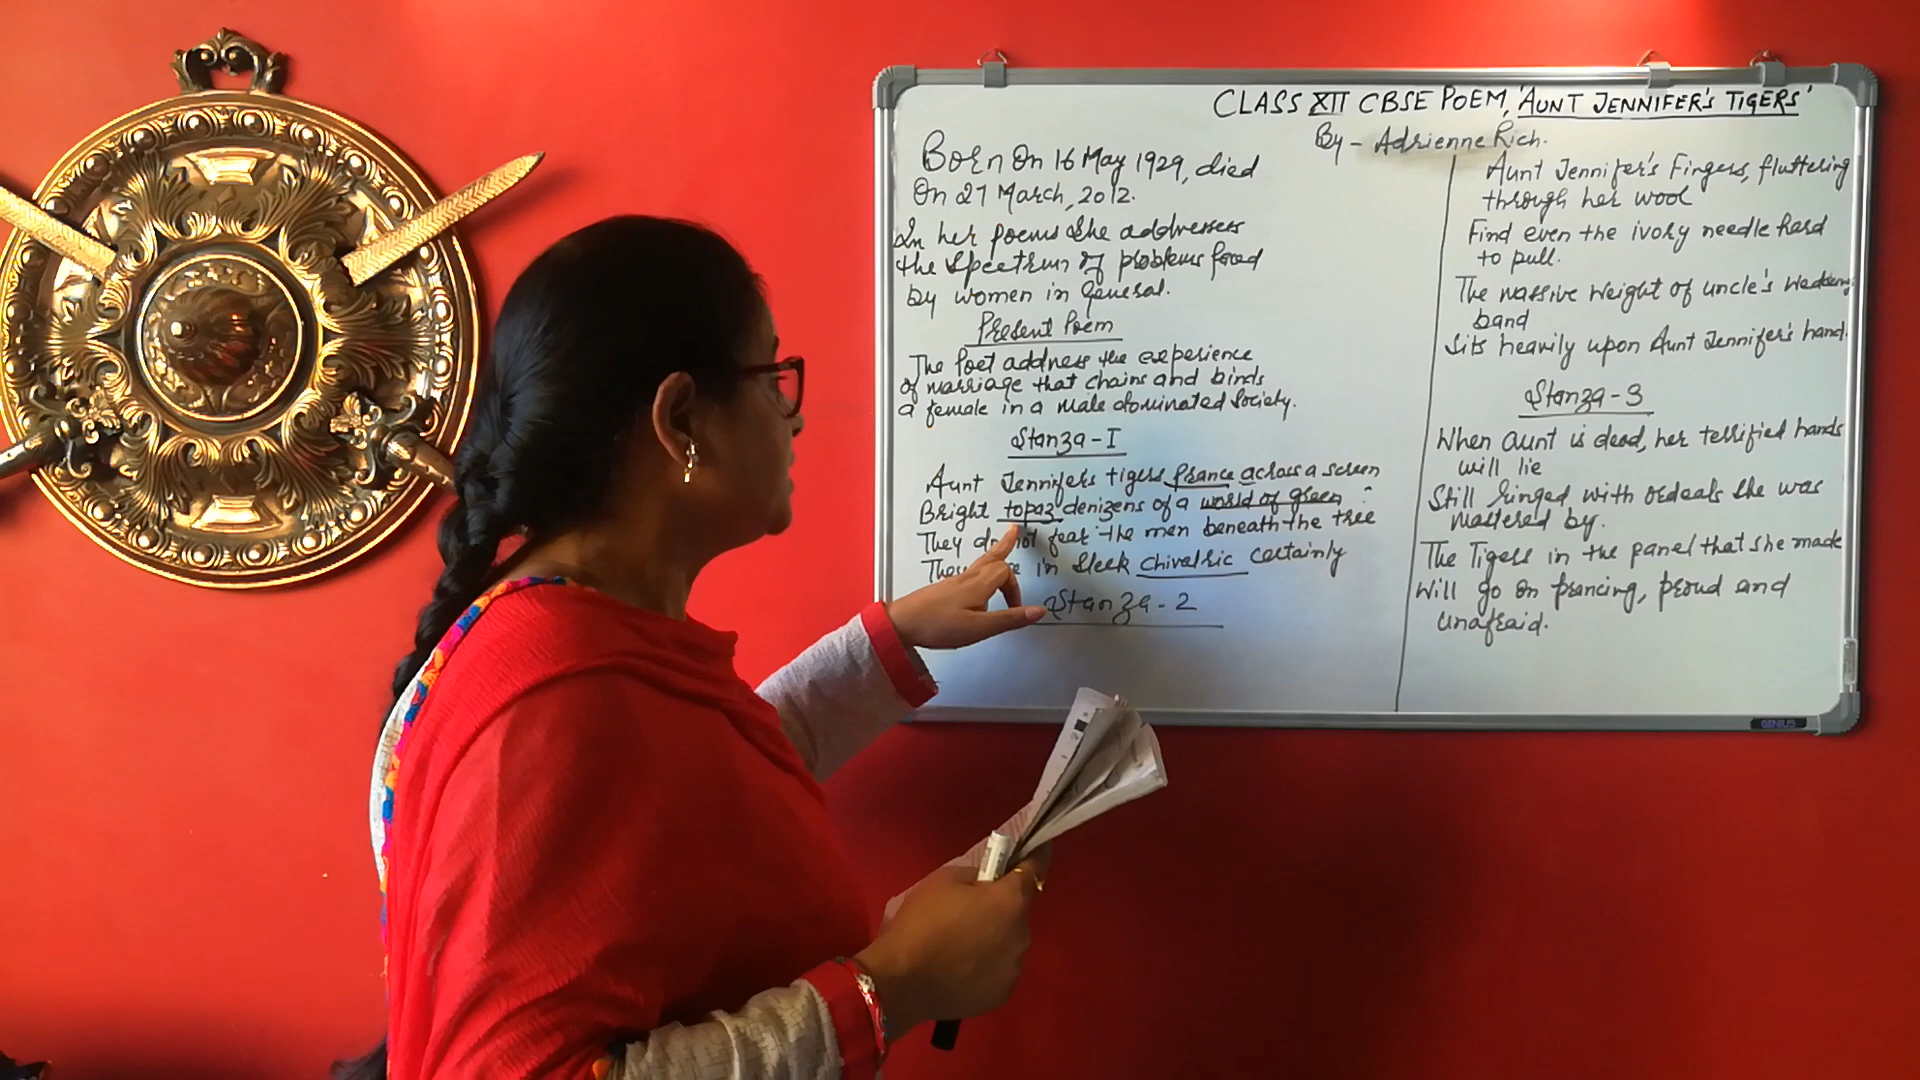 CLASS XII CBSE POEM, 'AUNT JENNIFER'S TIGERS'
By - Adrienne Rich.
Born On 16 May 1929, died
On 27 March, 2012.
In her poems she addresses
the spectrum of problems faced
by women in general.
Present Poem
The Poet address the experience
of marriage that chains and binds
a female in a male dominated society.
Stanza - I
Aunt Jennifer's tigers prance across a screen
Bright topaz denizens of a world of green
They do not fear the men beneath the tree
They in sleek chivalric certainly
Stanza - 2
Aunt Jennifer's Fingers, fluttering
through her wool
Find even the ivory needle hard
to pull.
The massive weight of uncle's wedding
band
Sits heavily upon Aunt Jennifer's hand.
Stanza - 3
When aunt is dead, her terrified hands
will lie
Still ringed with ordeals she was
mastered by.
The Tigers in the panel that she made
Will go on prancing, proud and
unafraid.
GENIUS